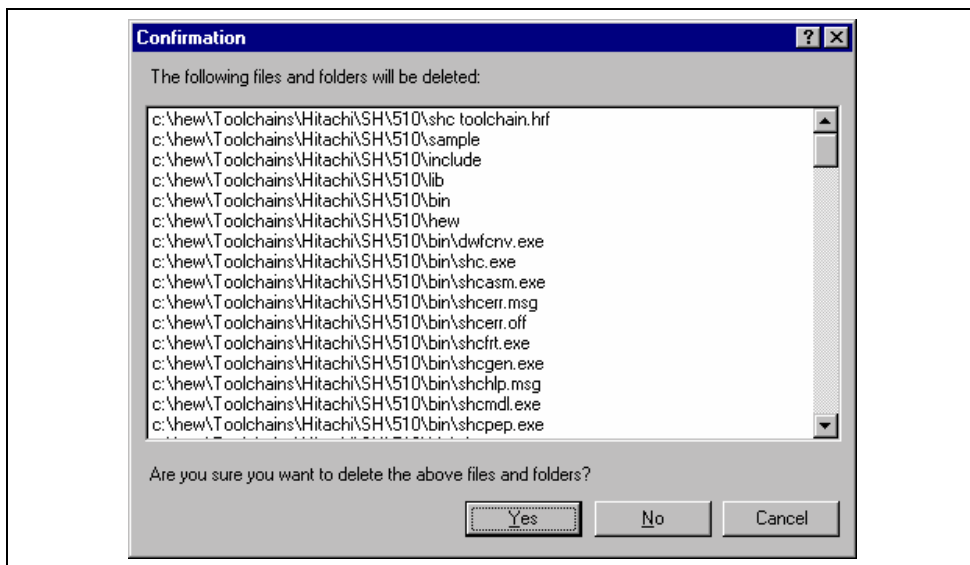 Confirmation
The following files and folders will be deleted:
c:\hew\Toolchains\Hitachi\SH\510\shc toolchain.hrf
c:\hew\Toolchains\Hitachi\SH\510\sample
c:\hew\Toolchains\Hitachi\SH\510\include
c:\hew\Toolchains\Hitachi\SH\510\lib
c:\hew\Toolchains\Hitachi\SH\510\bin
c:\hew\Toolchains\Hitachi\SH\510\hew
c:\hew\Toolchains\Hitachi\SH\510\bin\dwfcnv.exe
c:\hew\Toolchains\Hitachi\SH\510\bin\shc.exe
c:\hew\Toolchains\Hitachi\SH\510\bin\shcasm.exe
c:\hew\Toolchains\Hitachi\SH\510\bin\shcerr.msg
c:\hew\Toolchains\Hitachi\SH\510\bin\shcerr.off
c:\hew\Toolchains\Hitachi\SH\510\bin\shcfrt.exe
c:\hew\Toolchains\Hitachi\SH\510\bin\shcgen.exe
c:\hew\Toolchains\Hitachi\SH\510\bin\shchlp.msg
c:\hew\Toolchains\Hitachi\SH\510\bin\shcmdl.exe
c:\hew\Toolchains\Hitachi\SH\510\bin\shcpep.exe
Are you sure you want to delete the above files and folders?
Yes No Cancel